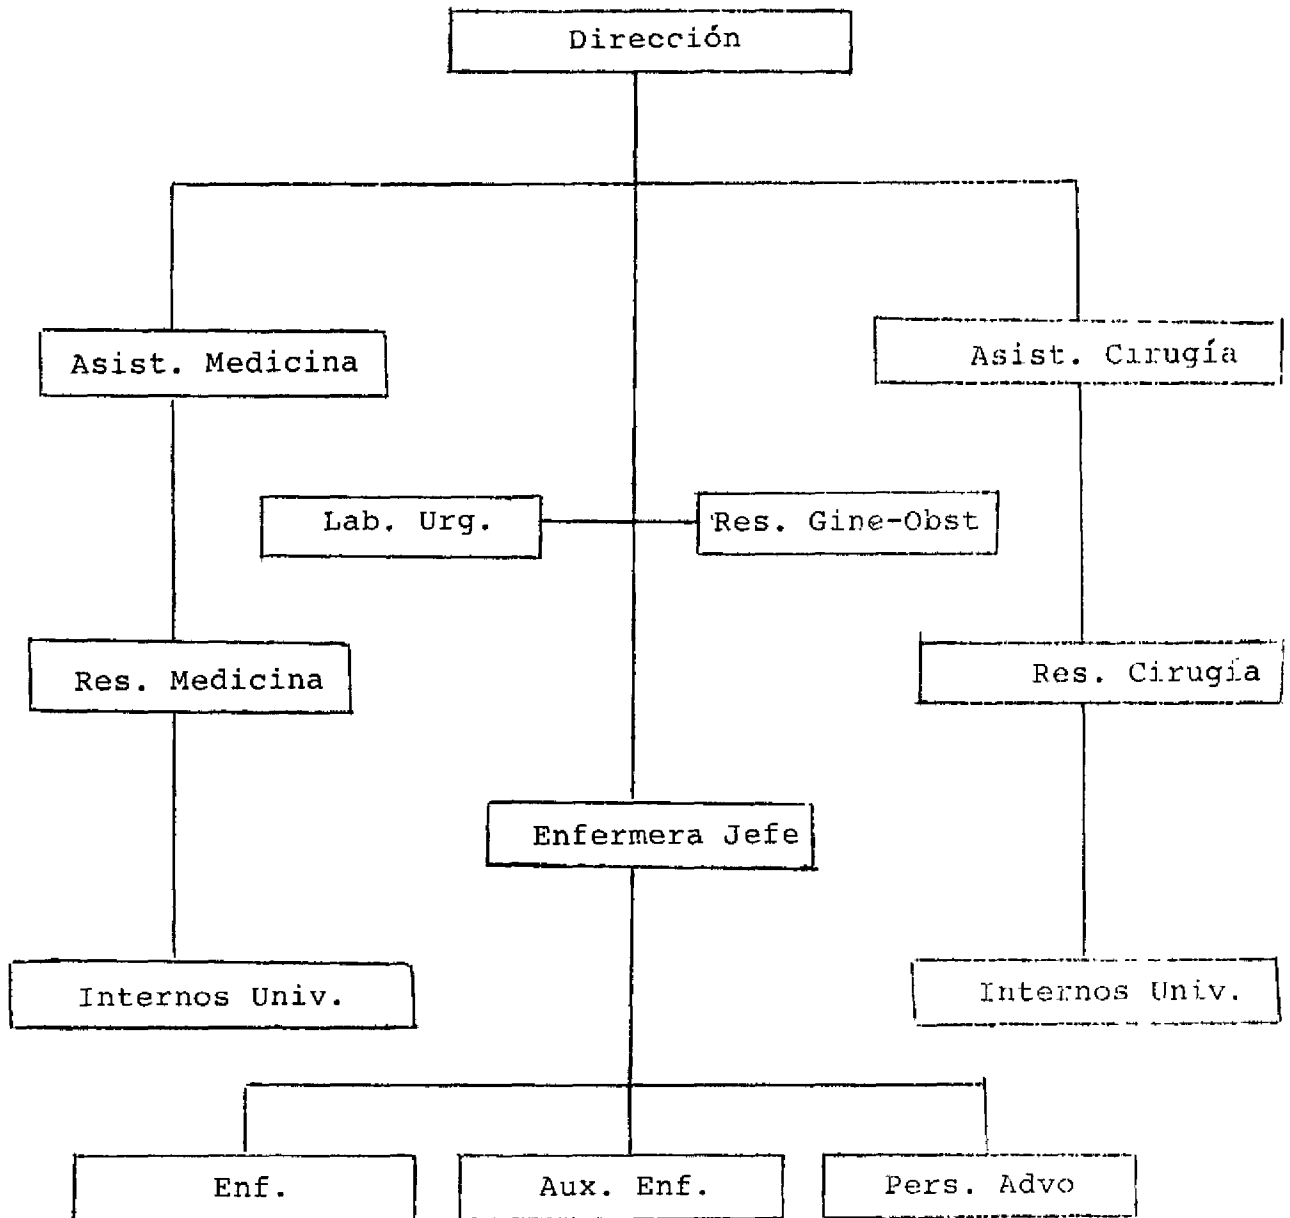 Dirección
Asist. Medicina
Asist. Cirugía
Lab. Urg.
Res. Gine-Obst
Res. Medicina
Res. Cirugía
Enfermera Jefe
Internos Univ.
Internos Univ.
Enf.
Aux. Enf.
Pers. Advo